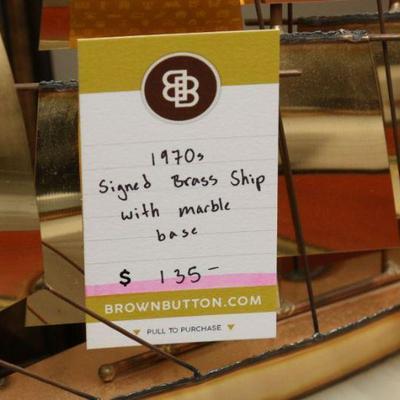 BB
1970s
Signed Brass Ship
with marble
base
$ 135-
BROWNBUTTON.COM
PULL TO PURCHASE